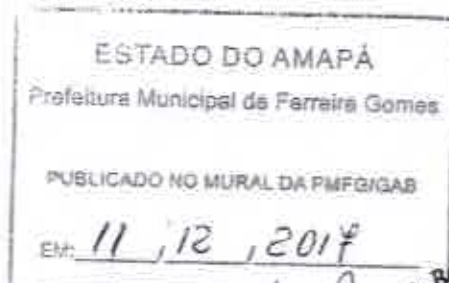 ESTADO DO AMAPÁ
Prefeitura Municipal de Ferreira Gomes
PUBLICADO NO MURAL DA PMFG/GAB
EM: 11 / 12 / 2017